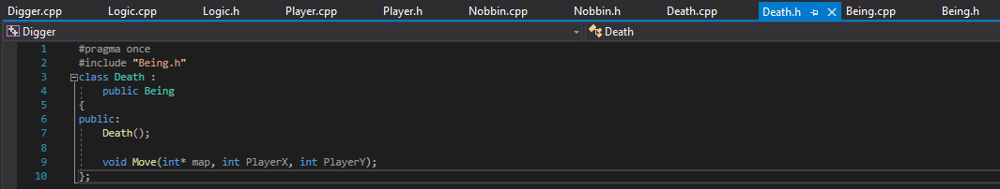 Digger.cpp Logic.cpp Logic.h Player.cpp Player.h Nobbin.cpp Nobbin.h Death.cpp Death.h Being.cpp Being.h
Digger Death
1 #pragma once
2 #include "Being.h"
3 class Death :
4 public Being
5 {
6 public:
7 Death();
8
9 void Move(int* map, int PlayerX, int PlayerY);
10 };